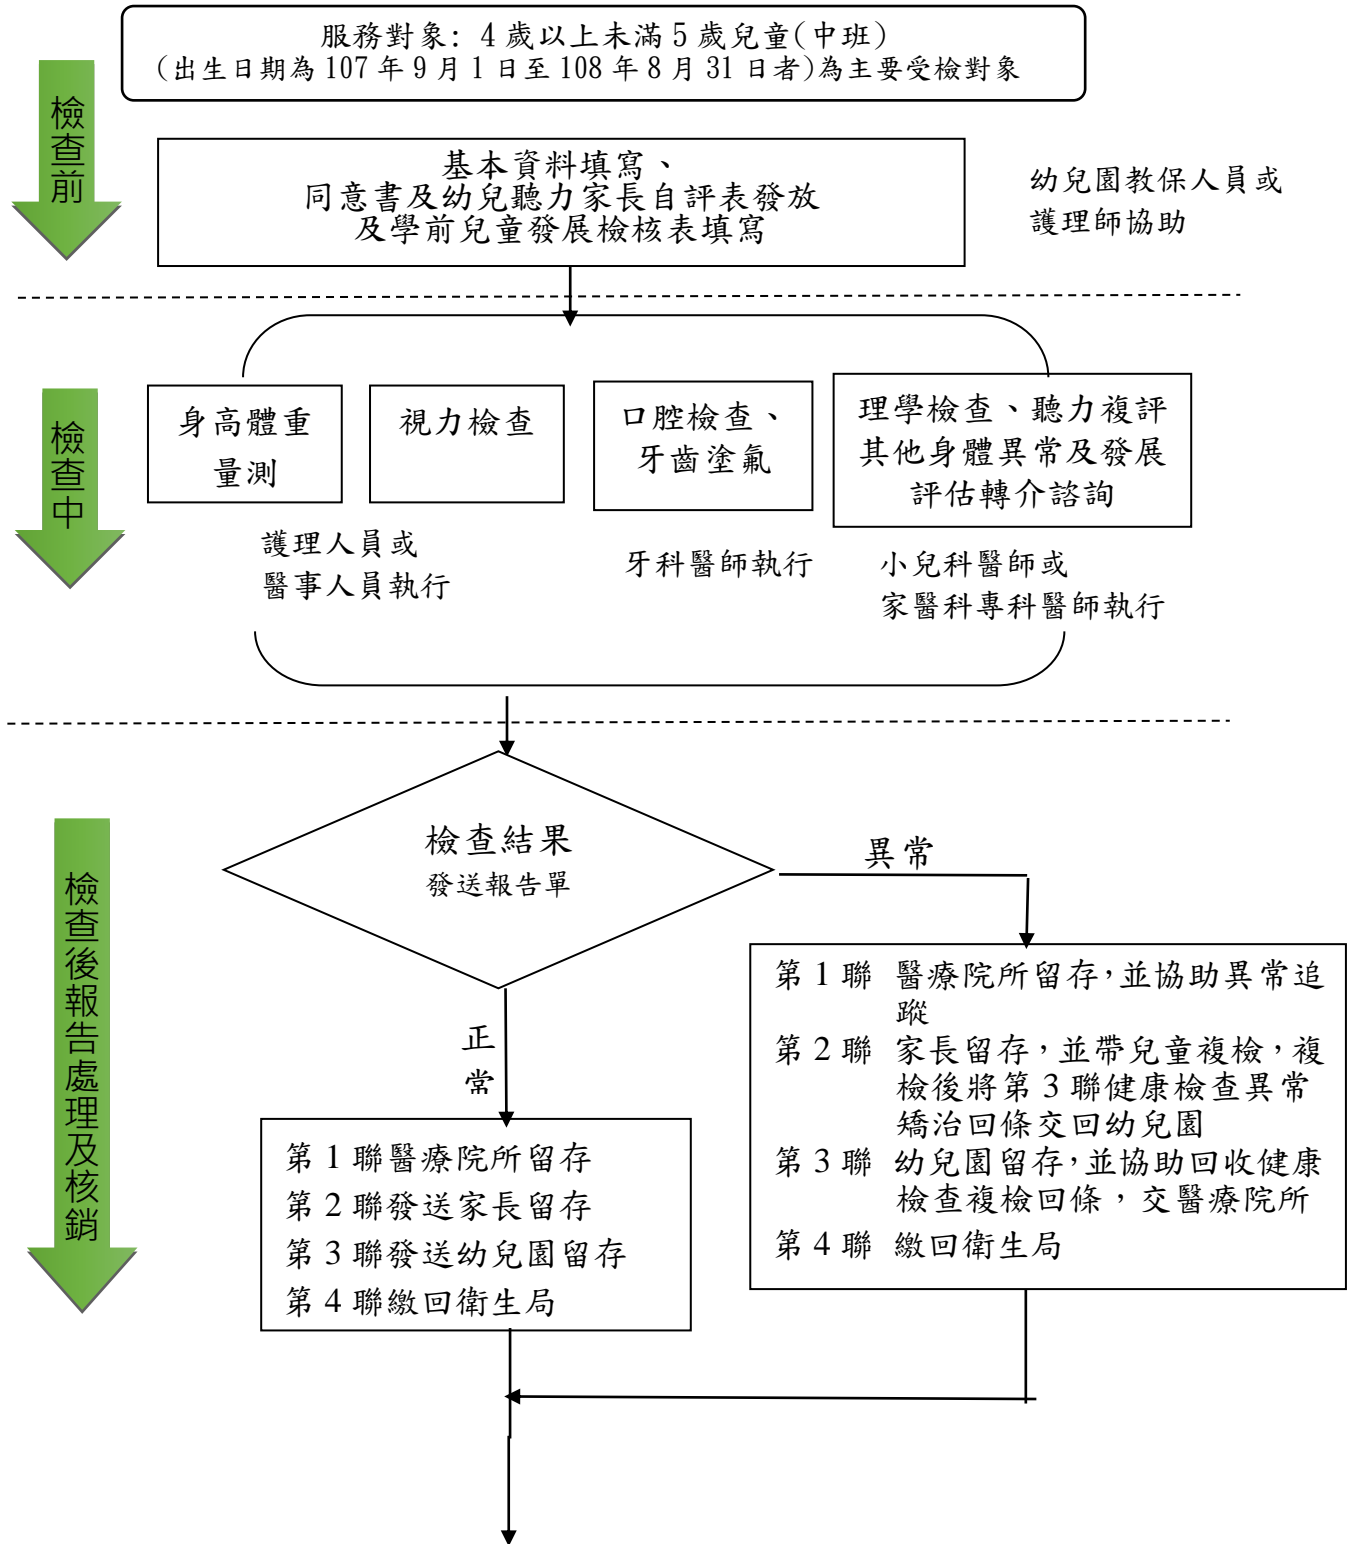 服務對象：4 歲以上未滿 5 歲兒童(中班)
(出生日期為 107 年 9 月 1 日至 108 年 8 月 31 日者)為主要受檢對象
檢查前
基本資料填寫、
同意書及幼兒聽力家長自評表發放
及學前兒童發展檢核表填寫
幼兒園教保人員或
護理師協助
檢查中
身高體重
量測
視力檢查
口腔檢查、
牙齒塗氟
理學檢查、聽力複評
其他身體異常及發展
評估轉介諮詢
護理人員或
醫事人員執行
牙科醫師執行
小兒科醫師或
家醫科專科醫師執行
檢查後報告處理及核銷
檢查結果
發送報告單
異常
正
常
第 1 聯醫療院所留存
第 2 聯發送家長留存
第 3 聯發送幼兒園留存
第 4 聯繳回衛生局
第 1 聯 醫療院所留存，並協助異常追
蹤
第 2 聯 家長留存，並帶兒童複檢，複
檢後將第 3 聯健康檢查異常
矯治回條交回幼兒園
第 3 聯 幼兒園留存，並協助回收健康
檢查複檢回條，交醫療院所
第 4 聯 繳回衛生局